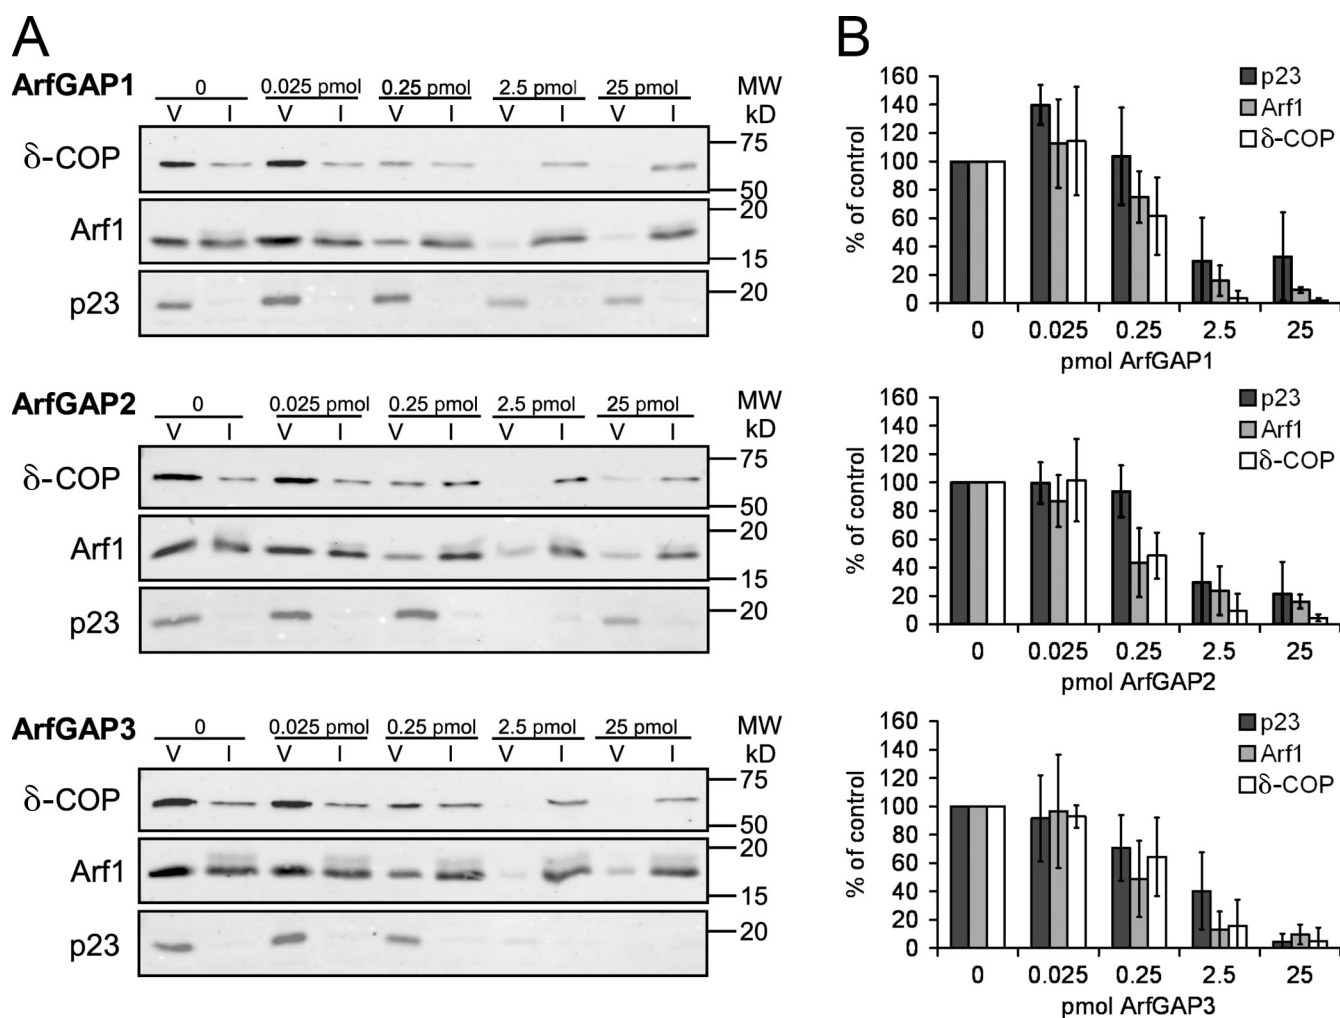 A
ArfGAP1 0 0.025 pmol 0.25 pmol 2.5 pmol 25 pmol MW
V I V I V I V I V I kD
δ-COP 75
50
Arf1 20
15
p23 20
ArfGAP2 0 0.025 pmol 0.25 pmol 2.5 pmol 25 pmol MW
V I V I V I V I V I kD
δ-COP 75
50
Arf1 20
15
p23 20
ArfGAP3 0 0.025 pmol 0.25 pmol 2.5 pmol 25 pmol MW
V I V I V I V I V I kD
δ-COP 75
50
Arf1 20
15
p23 20
B
% of control
160
140
120
100
80
60
40
20
0
p23
Arf1
δ-COP
0 0.025 0.25 2.5 25
pmol ArfGAP1
% of control
160
140
120
100
80
60
40
20
0
p23
Arf1
δ-COP
0 0.025 0.25 2.5 25
pmol ArfGAP2
% of control
160
140
120
100
80
60
40
20
0
p23
Arf1
δ-COP
0 0.025 0.25 2.5 25
pmol ArfGAP3